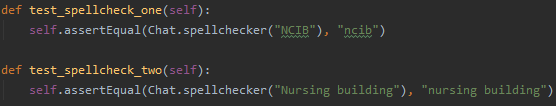 def test_spellcheck_one(self):
    self.assertEqual(Chat.spellchecker("NCIB"), "ncib")
def test_spellcheck_two(self):
    self.assertEqual(Chat.spellchecker("Nursing building"), "nursing building")